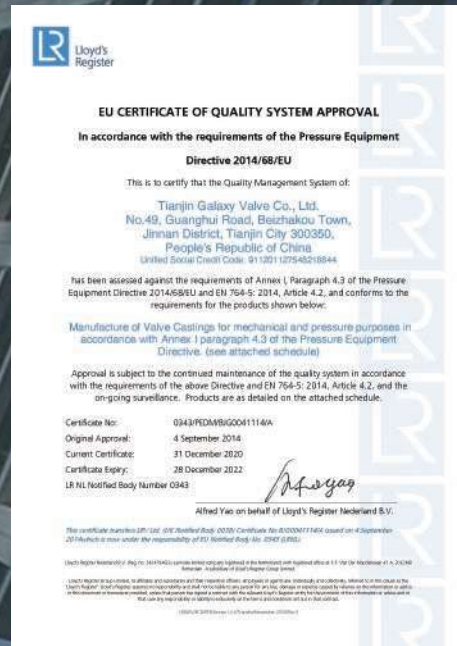 LR
Lloyd's
Register
EU CERTIFICATE OF QUALITY SYSTEM APPROVAL
In accordance with the requirements of the Pressure Equipment
Directive 2014/68/EU
This is to certify that the Quality Management System of:
Tianjin Galaxy Valve Co., Ltd.
No.49, Guanghui Road, Beizhakou Town,
Jinnan District, Tianjin City 300350,
People's Republic of China
Unified Social Credit Code:
has been assessed against the requirements of Annex I, Paragraph 4.3 of the Pressure
Equipment Directive 2014/68/EU and EN 764-5: 2014, Article 4.2, and conforms to the
requirements for the products shown below:
Manufacture of Valve Castings for mechanical and pressure purposes in
accordance with Annex I paragraph 4.3 of the Pressure Equipment
Directive. (see attached schedule)
Approval is subject to the continued maintenance of the quality system in accordance
with the requirements of the above Directive and EN 764-5: 2014, Article 4.2, and the
on-going surveillance. Products are as detailed on the attached schedule.
Certificate No: 0343/PEDM/BJG0041114/A
Original Approval: 4 September 2014
Current Certificate: 31 December 2020
Certificate Expiry: 28 December 2022
LR NL Notified Body Number 0343
Alfred Yao on behalf of Lloyd's Register Nederland B.V.